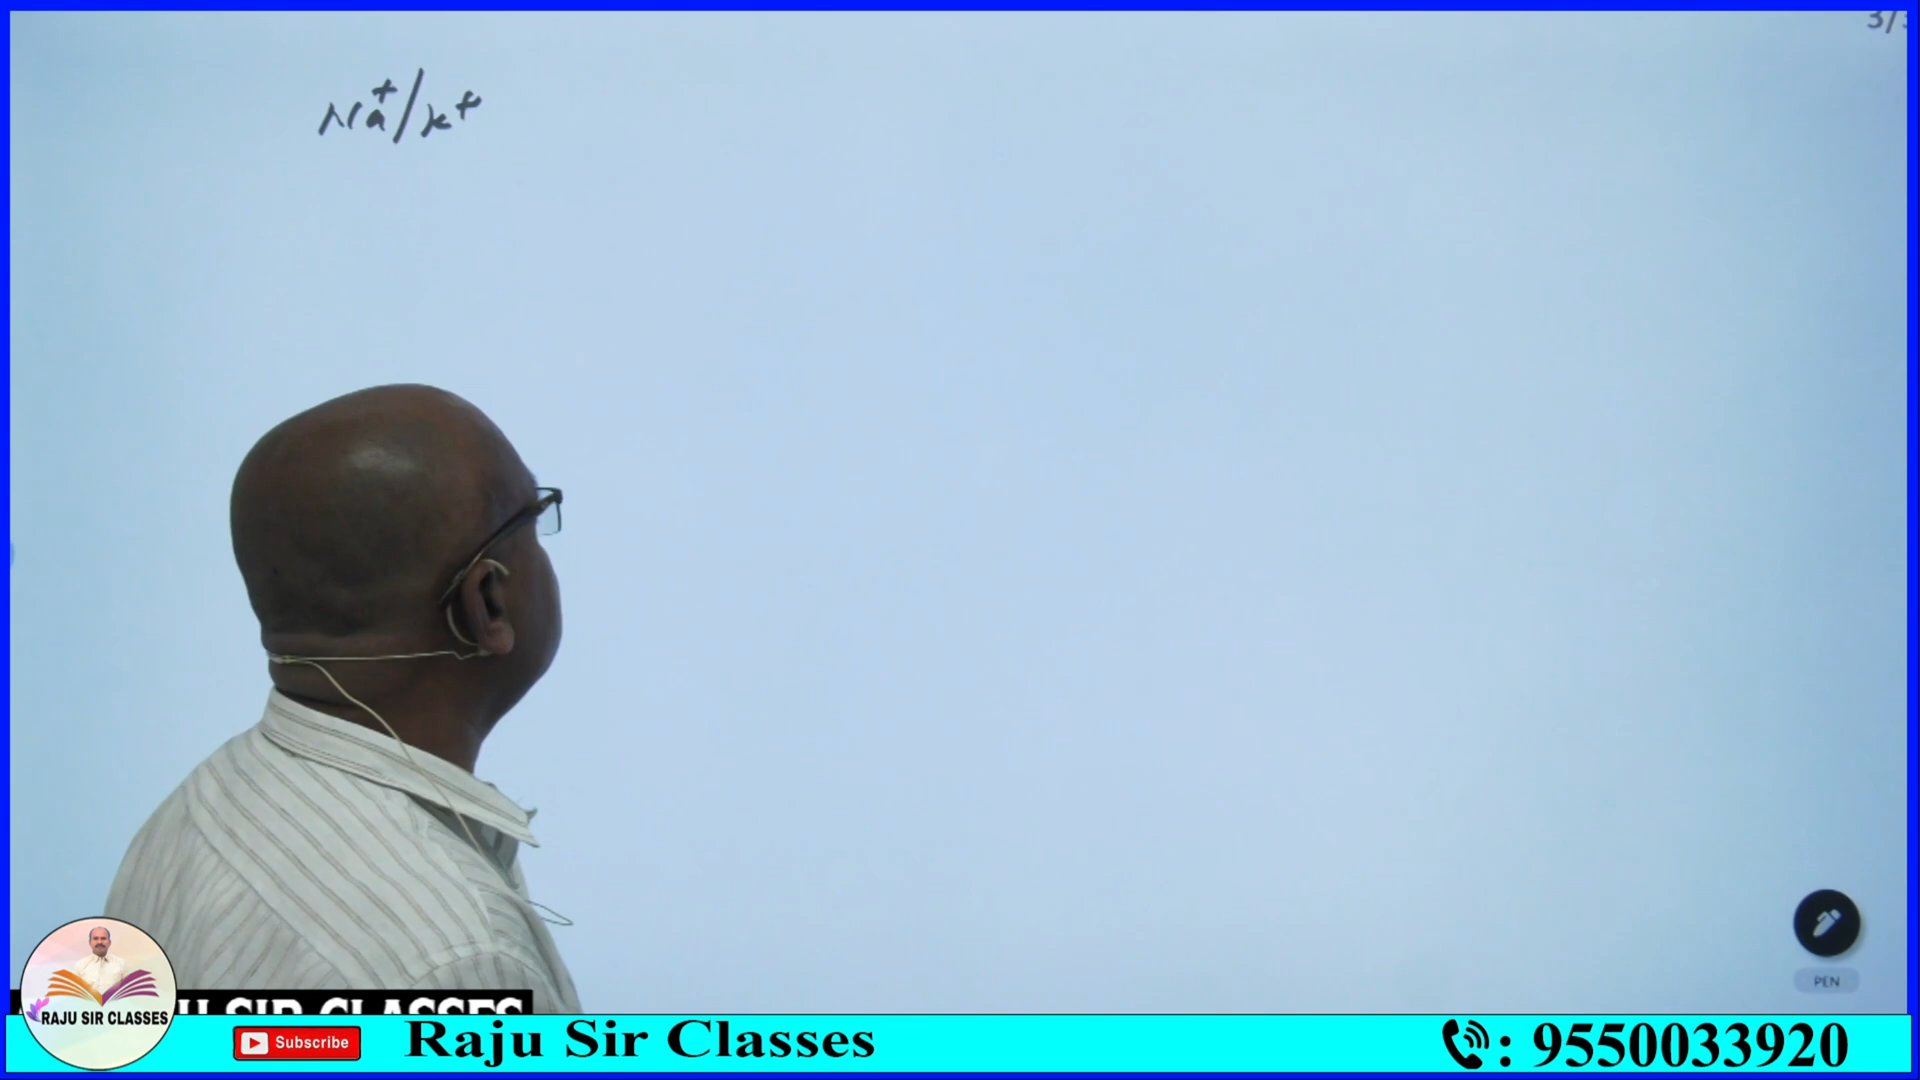 Na⁺/K⁺
PEN
RAJU SIR CLASSES
Subscribe
Raju Sir Classes
: 9550033920